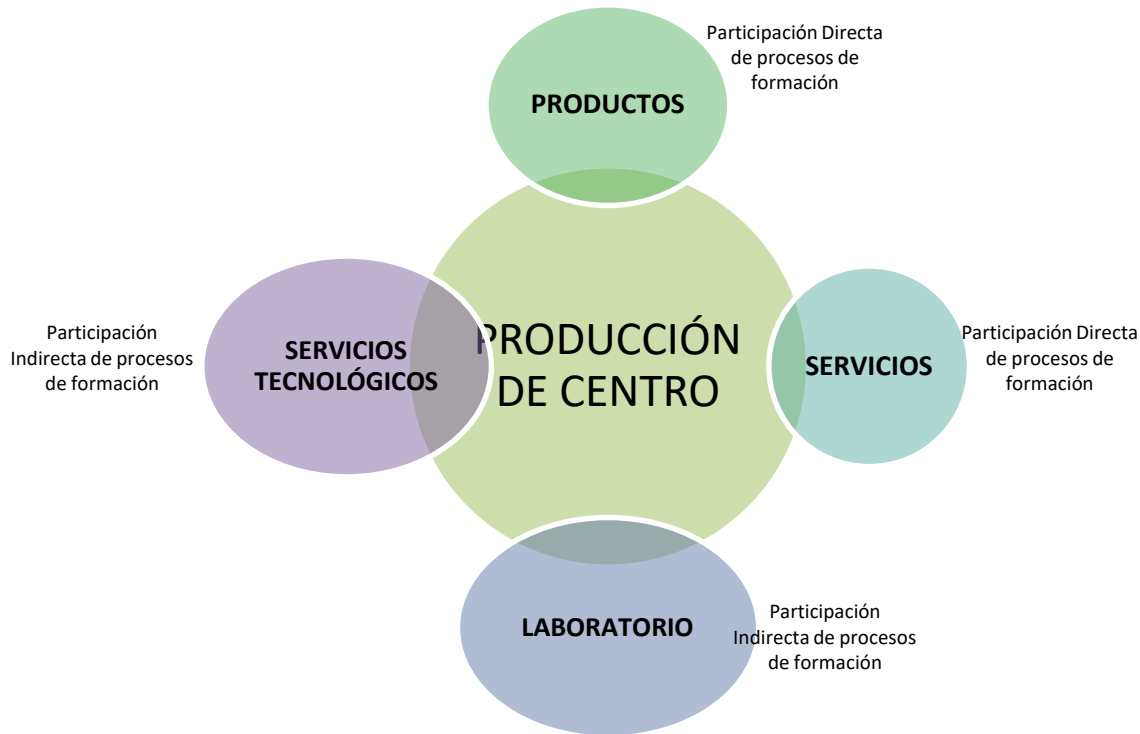 Participación Directa
de procesos de
formación
PRODUCTOS
PRODUCCIÓN
DE CENTRO
SERVICIOS
TECNOLÓGICOS
Participación
Indirecta de procesos
de formación
SERVICIOS
Participación Directa
de procesos de
formación
LABORATORIO
Participación
Indirecta de procesos
de formación